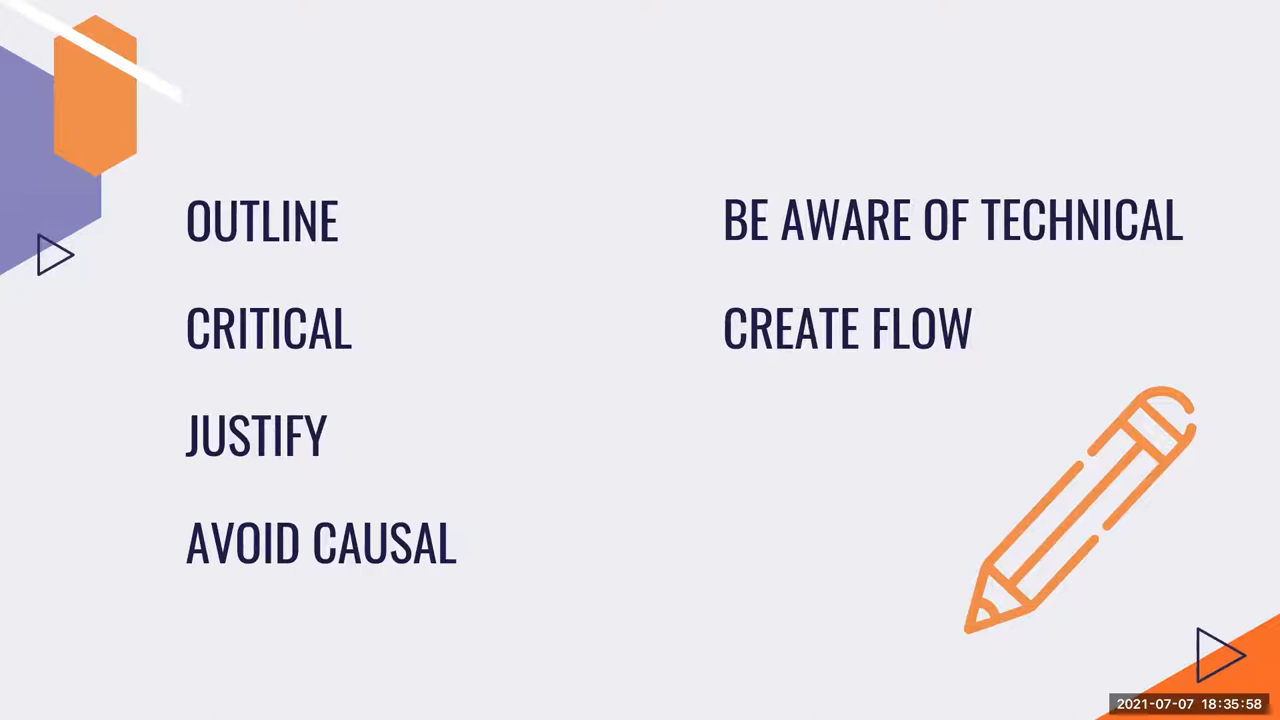 OUTLINE
CRITICAL
JUSTIFY
AVOID CAUSAL
BE AWARE OF TECHNICAL
CREATE FLOW
2021-07-07 18:35:58